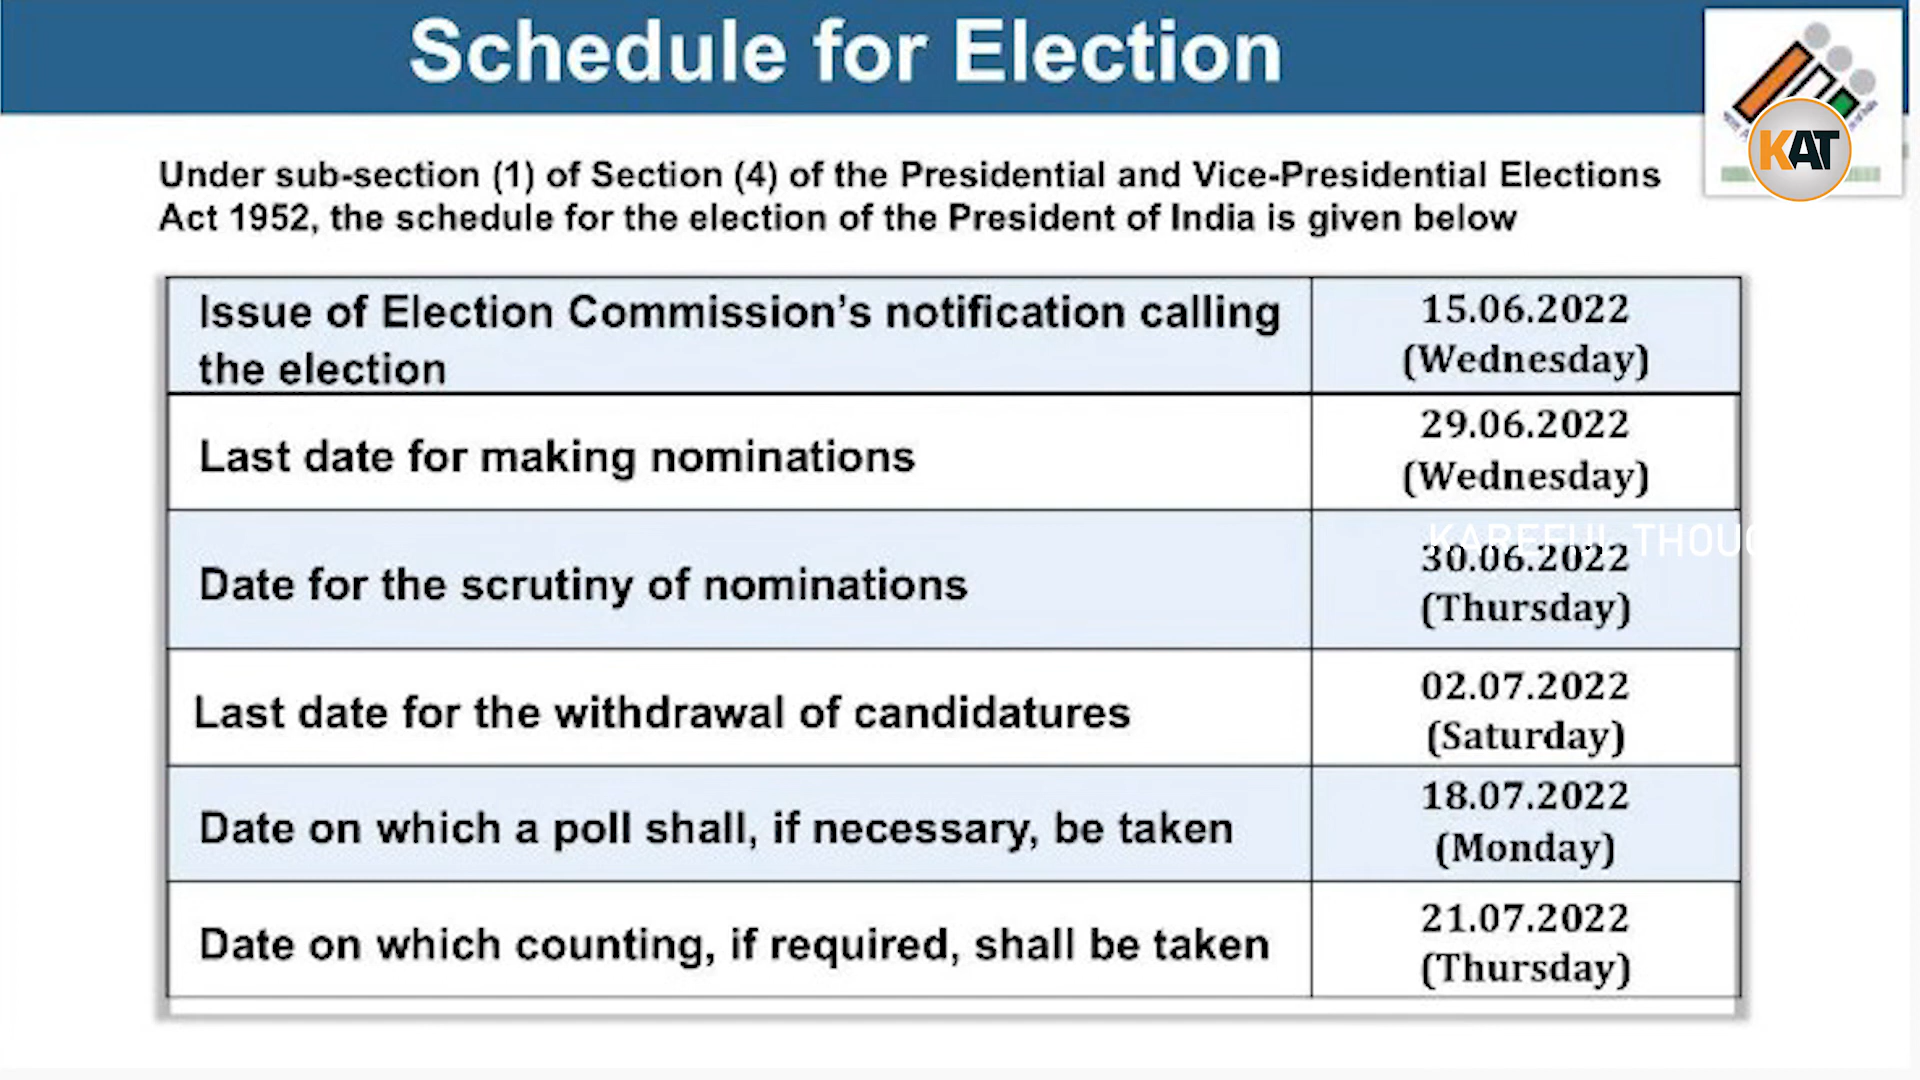 Schedule for Election
KAT
Under sub-section (1) of Section (4) of the Presidential and Vice-Presidential Elections
Act 1952, the schedule for the election of the President of India is given below
Issue of Election Commission's notification calling
the election
15.06.2022
(Wednesday)
Last date for making nominations
29.06.2022
(Wednesday)
KAREFUL THOUG
Date for the scrutiny of nominations
30.06.2022
(Thursday)
Last date for the withdrawal of candidatures
02.07.2022
(Saturday)
Date on which a poll shall, if necessary, be taken
18.07.2022
(Monday)
Date on which counting, if required, shall be taken
21.07.2022
(Thursday)